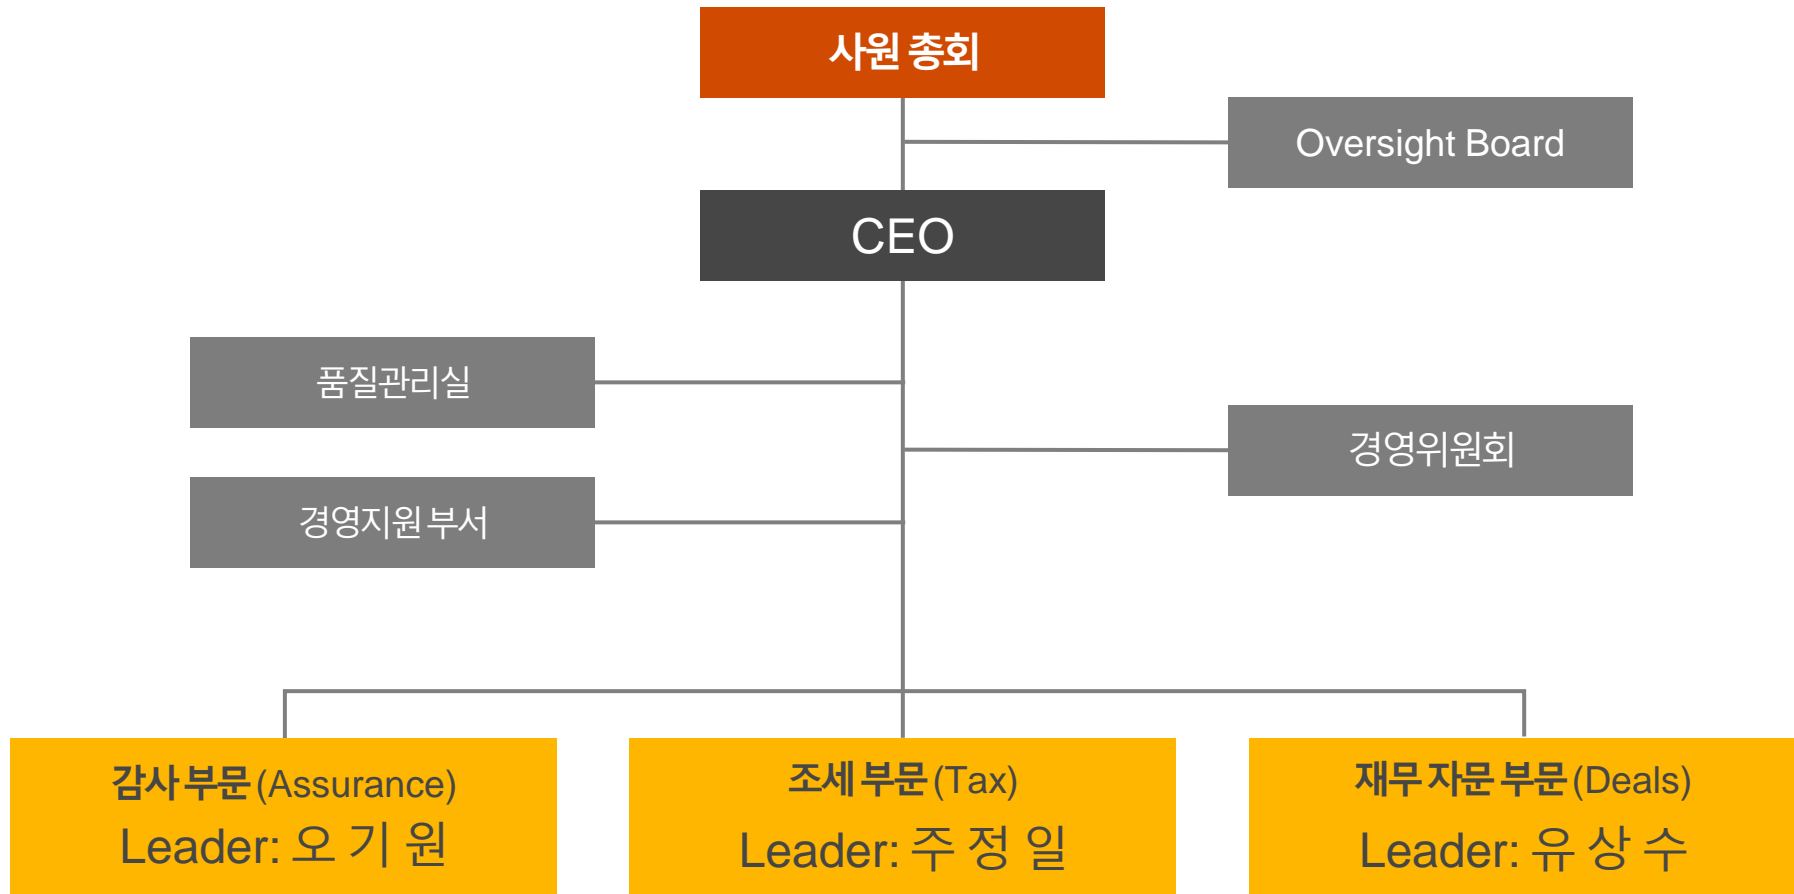 사원 총회
Oversight Board
CEO
품질관리실
경영위원회
경영지원 부서
감사 부문 (Assurance)
Leader: 오 기 원
조세 부문 (Tax)
Leader: 주 정 일
재무 자문 부문 (Deals)
Leader: 유 상 수